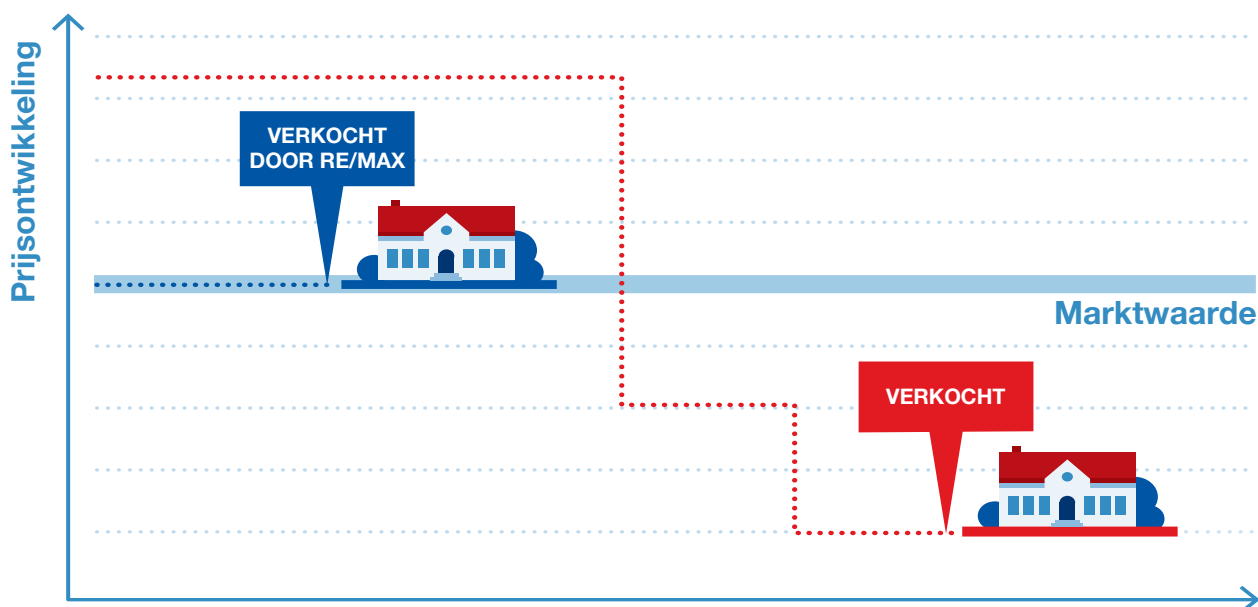 Prijsontwikkeling
VERKOCHT
DOOR RE/MAX
Marktwaarde
VERKOCHT